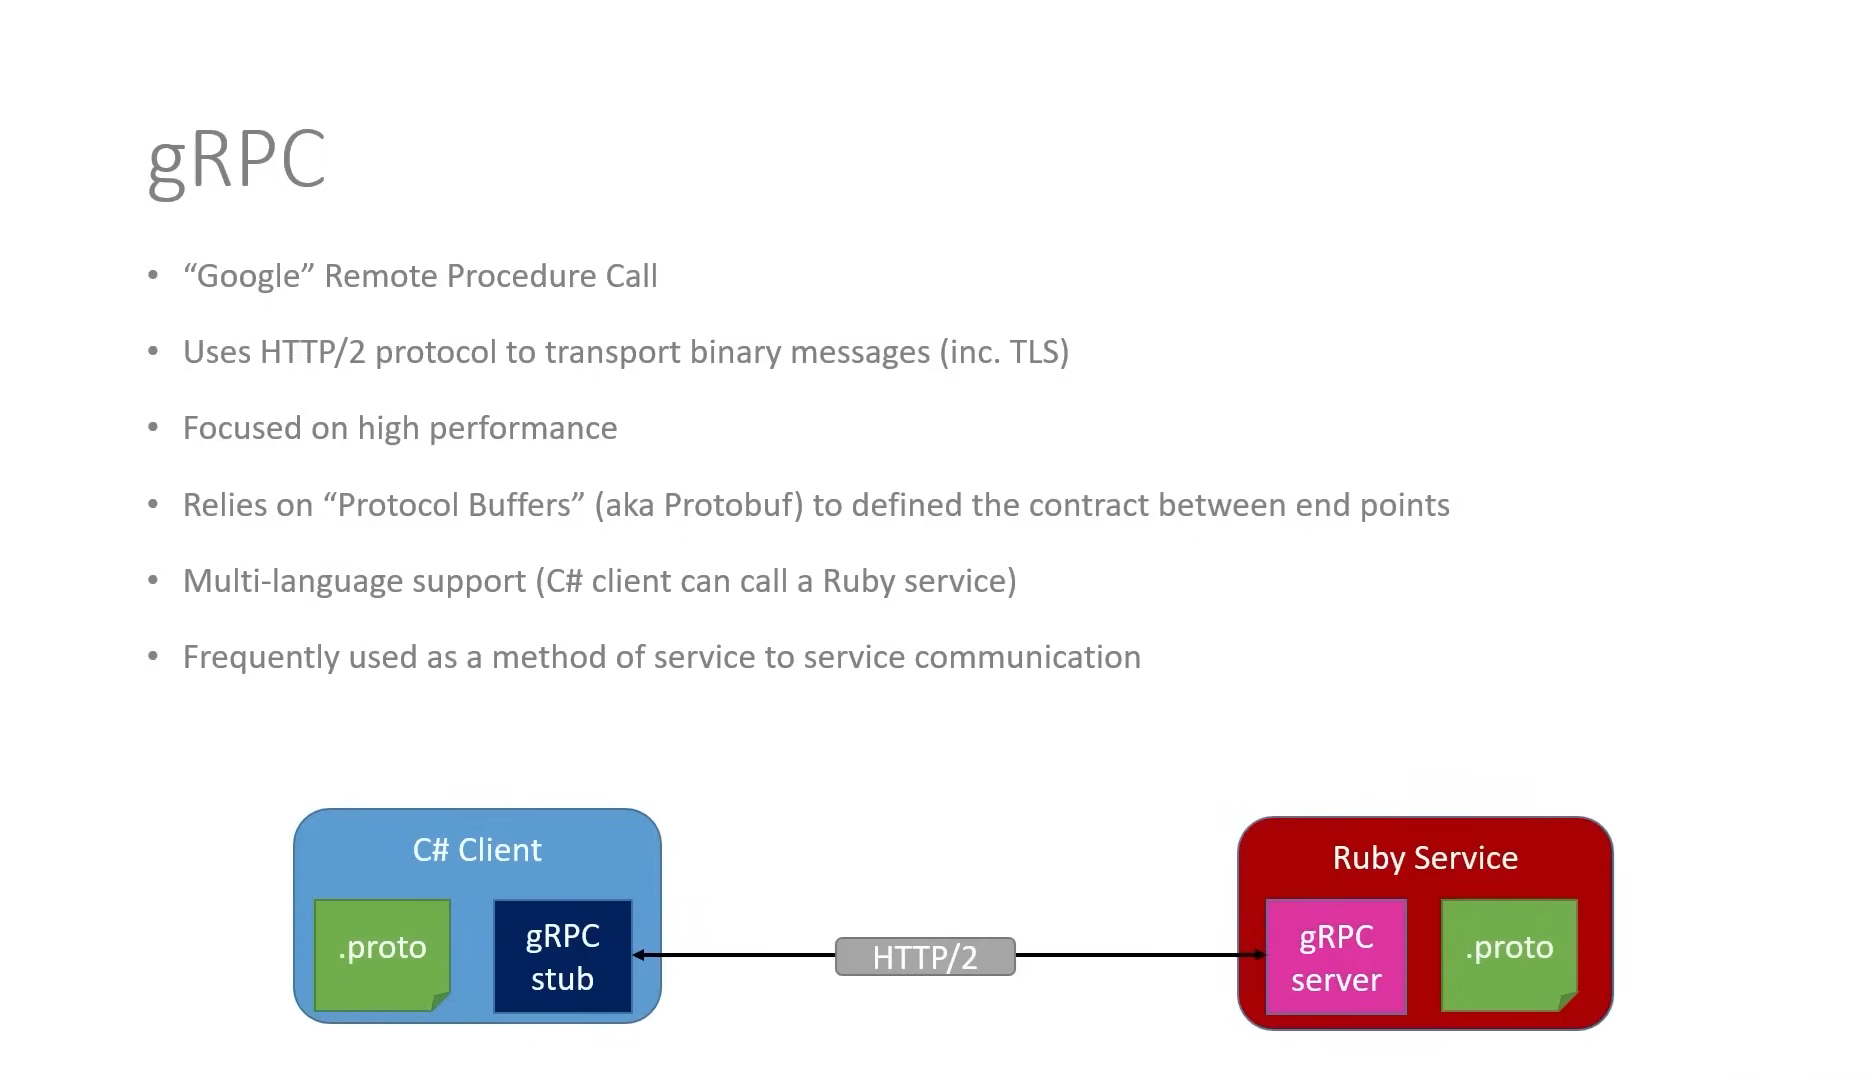 gRPC
• “Google” Remote Procedure Call
• Uses HTTP/2 protocol to transport binary messages (inc. TLS)
• Focused on high performance
• Relies on “Protocol Buffers” (aka Protobuf) to defined the contract between end points
• Multi-language support (C# client can call a Ruby service)
• Frequently used as a method of service to service communication
C# Client
.proto
gRPC
stub
HTTP/2
Ruby Service
gRPC
server
.proto